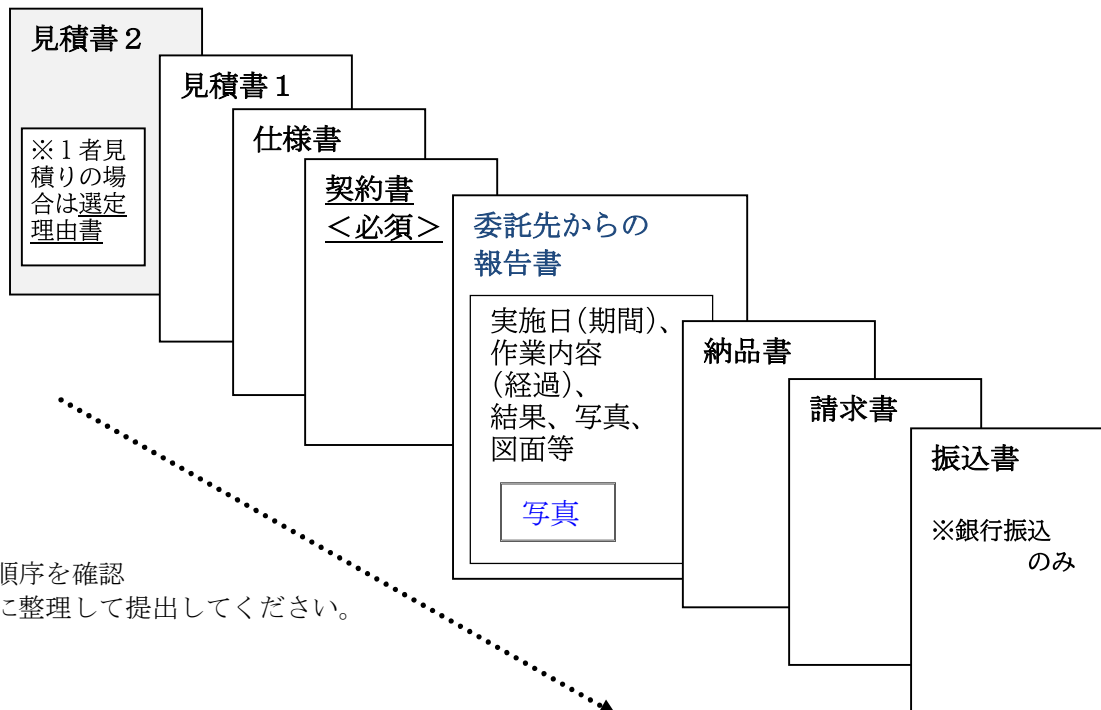 見積書２
※１者見
積りの場
合は選定
理由書
見積書１
仕様書
契約書
＜必須＞
委託先からの
報告書
実施日（期間）、
作業内容
（経過）、
結果、写真、
図面等
写真
納品書
請求書
振込書
※銀行振込
のみ
順序を確認
に整理して提出してください。